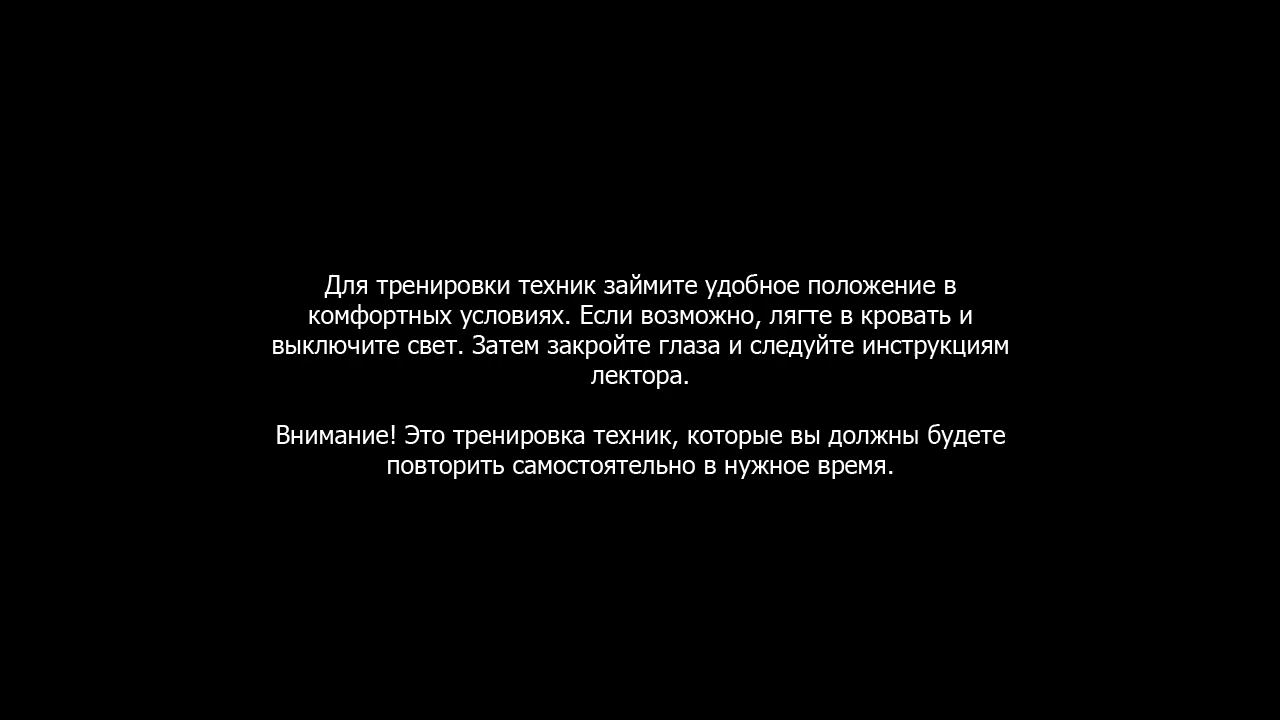 Для тренировки техник займите удобное положение в
комфортных условиях. Если возможно, лягте в кровать и
выключите свет. Затем закройте глаза и следуйте инструкциям
лектора.
Внимание! Это тренировка техник, которые вы должны будете
повторить самостоятельно в нужное время.